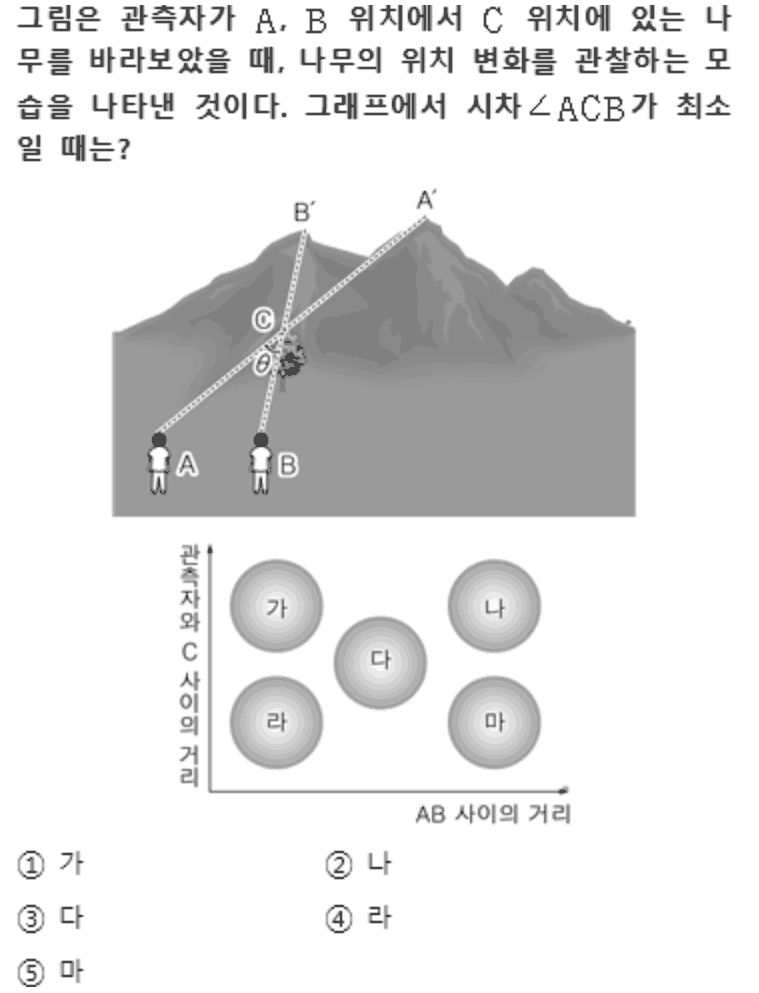 그림은 관측자가 A, B 위치에서 C 위치에 있는 나
무를 바라보았을 때, 나무의 위치 변화를 관찰하는 모
습을 나타낸 것이다. 그래프에서 시차∠ACB가 최소
일 때는?
B′
A′
C
θ
A
B
관측자와 C 사이의 거리
가
나
다
라
마
AB 사이의 거리
① 가
② 나
③ 다
④ 라
⑤ 마